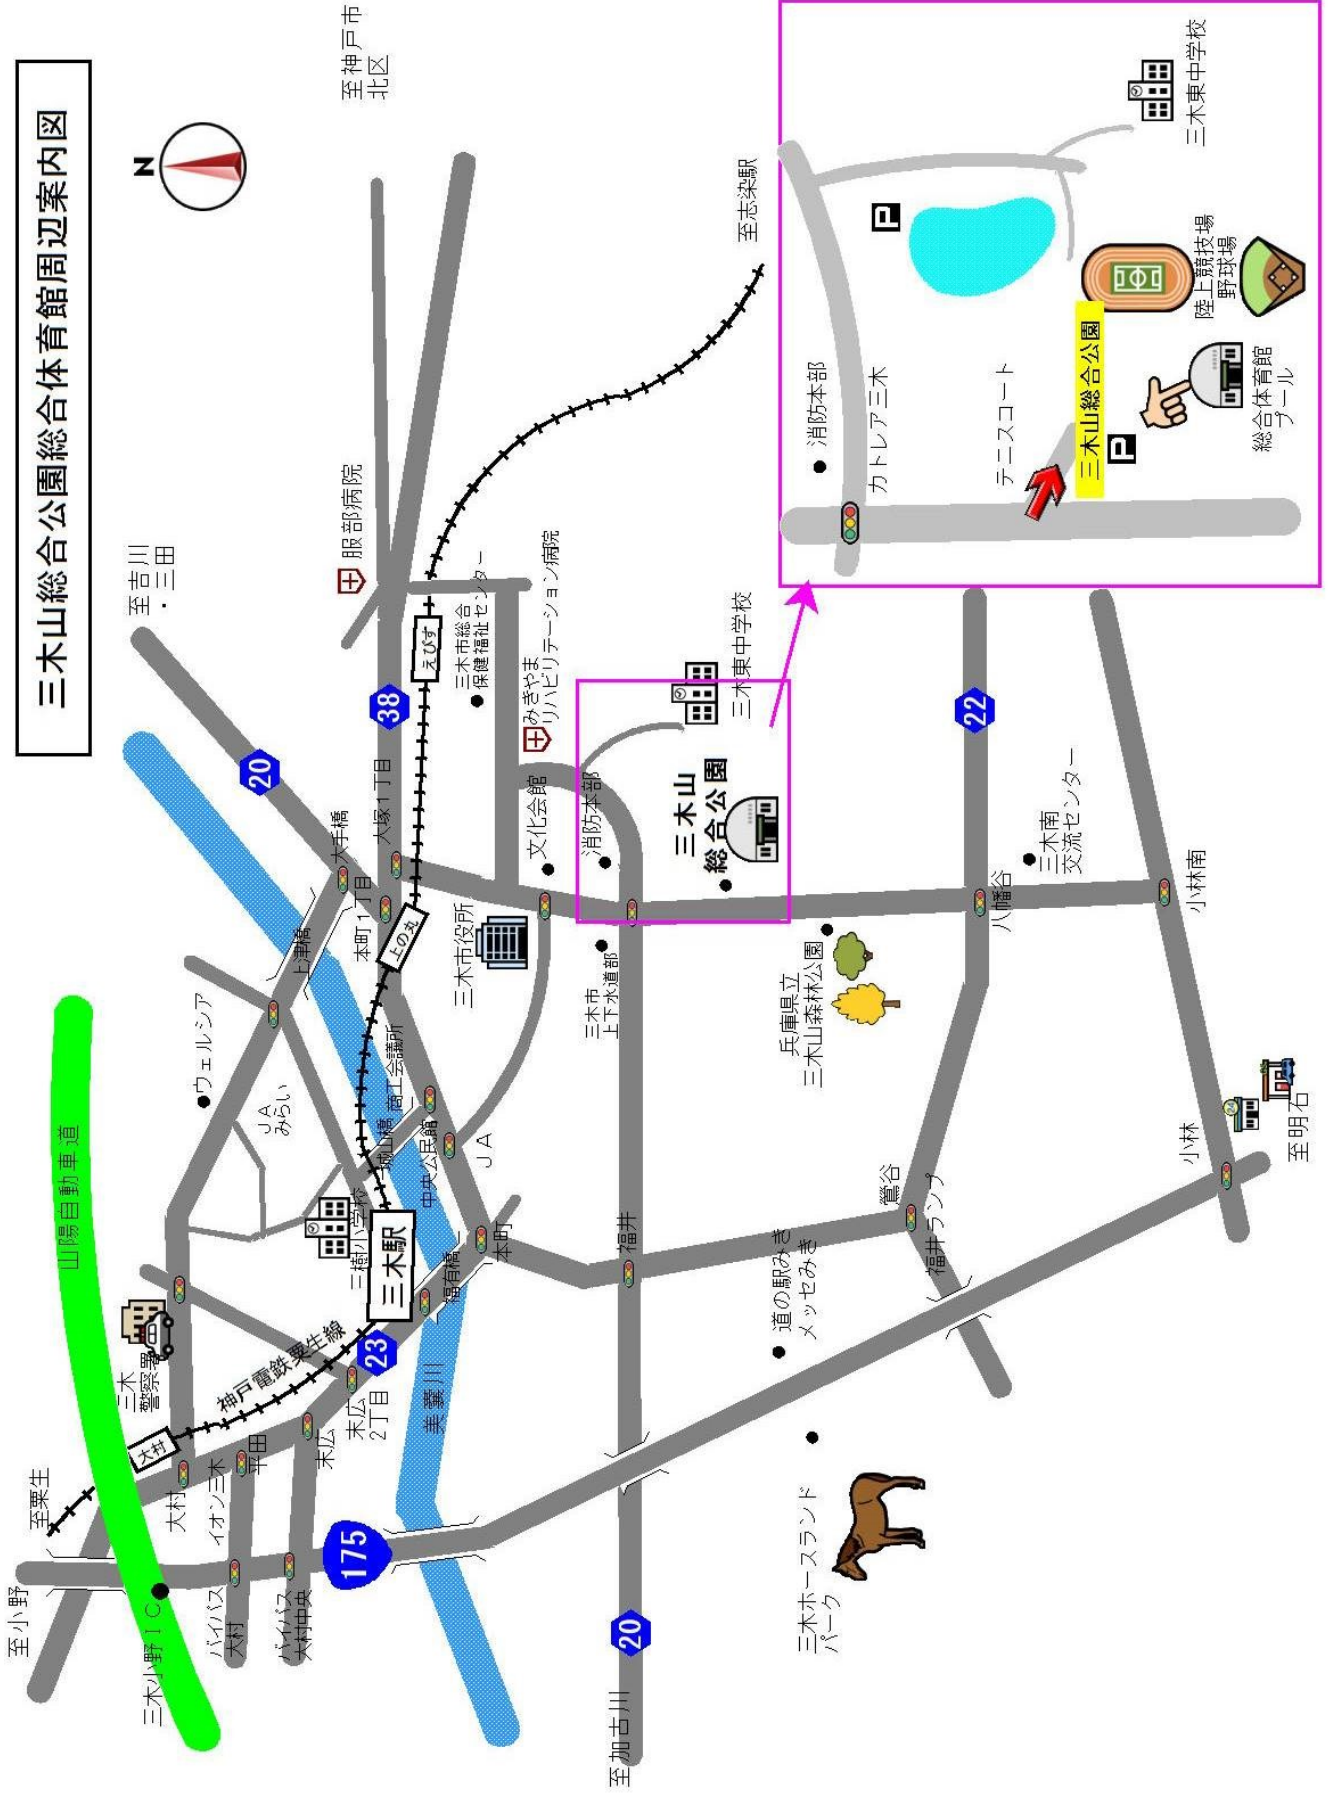 三木山総合公園総合体育館周辺案内図
N
至小野
至粟生
三木小野ＩＣ
山陽自動車道
バイパス
大村
バイパス
大村中央
175
大村
大村
イオン三木
平田
末広
末広
2丁目
三木
警察署
神戸電鉄粟生線
23
三木駅
三樹小学校
福有橋
美嚢川
本町
ＪＡ
みらい
ウェルシア
城山橋
中央公民館
商工会議所
ＪＡ
上津橋
本町1丁目
大手橋
上の丸
大塚1丁目
20
至吉川
・三田
38
えびす
服部病院
至神戸市
北区
至志染駅
三木市総合
保健福祉センター
みきやま
リハビリテーション病院
三木市役所
文化会館
消防本部
三木市
上下水道部
三木山
総合公園
三木東中学校
福井
20
至加古川
兵庫県立
三木山森林公園
八幡谷
22
三木南
交流センター
小林南
鶯谷
福井ランプ
道の駅みき
メッセみき
三木ホースランド
パーク
小林
24
至明石
消防本部
カトレア三木
P
テニスコート
三木山総合公園
P
総合体育館
プール
陸上競技場
野球場
三木東中学校